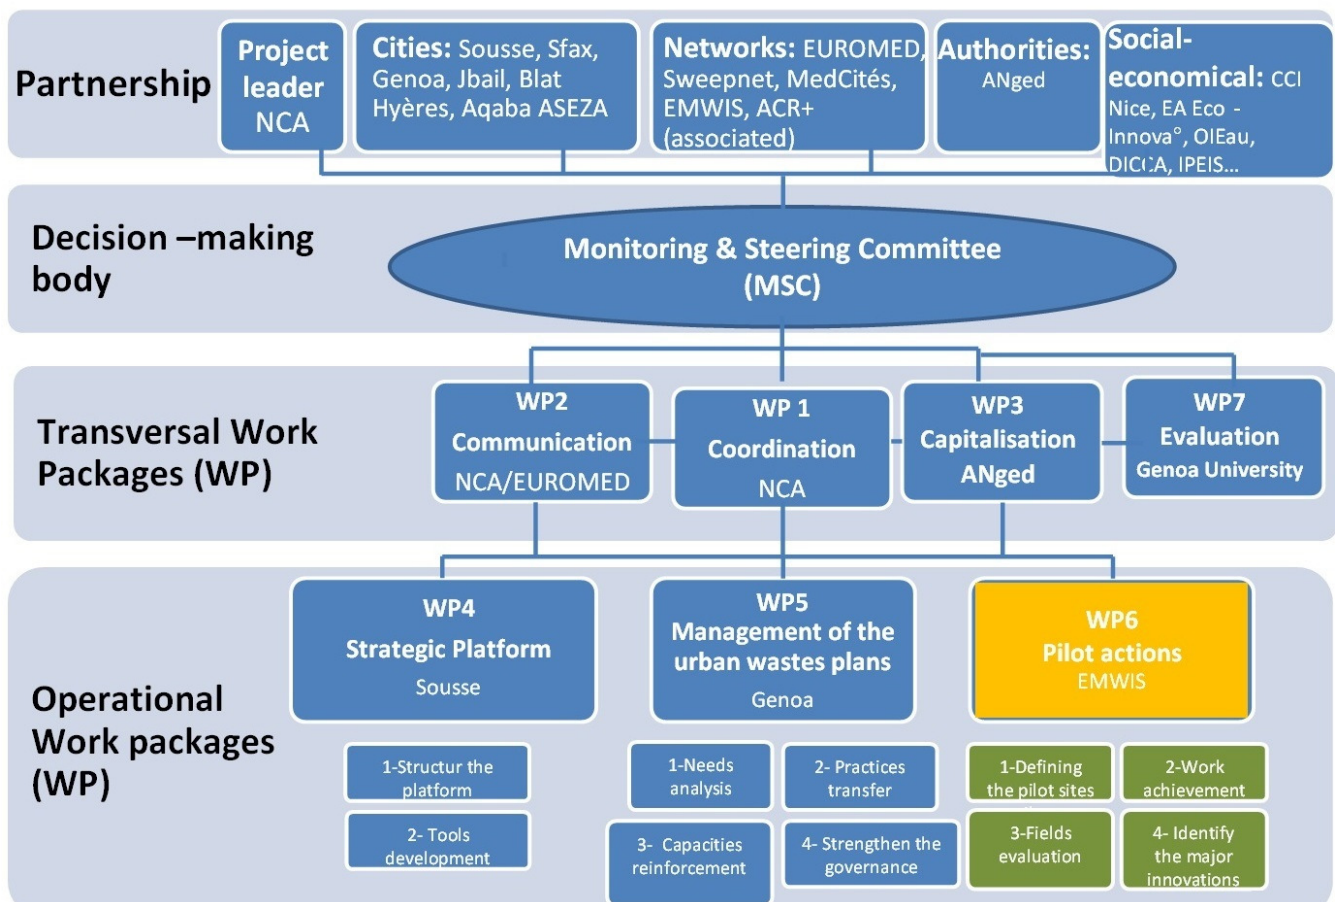 Partnership
Project
leader
NCA
Cities: Sousse, Sfax,
Genoa, Jbail, Blat
Hyères, Aqaba ASEZA
Networks: EUROMED,
Sweepnet, MedCités,
EMWIS, ACR+
(associated)
Authorities:
ANged
Social-
economical: CCI
Nice, EA Eco -
Innova°, OIEau,
DICCA, IPEIS...
Decision –making
body
Monitoring & Steering Committee
(MSC)
Transversal Work
Packages (WP)
WP2
Communication
NCA/EUROMED
WP 1
Coordination
NCA
WP3
Capitalisation
ANged
WP7
Evaluation
Genoa University
Operational
Work packages
(WP)
WP4
Strategic Platform
Sousse
WP5
Management of the
urban wastes plans
Genoa
WP6
Pilot actions
EMWIS
1-Structur the
platform
2- Tools
development
1-Needs
analysis
2- Practices
transfer
3- Capacities
reinforcement
4- Strengthen the
governance
1-Defining
the pilot sites
2-Work
achievement
3-Fields
evaluation
4- Identify
the major
innovations